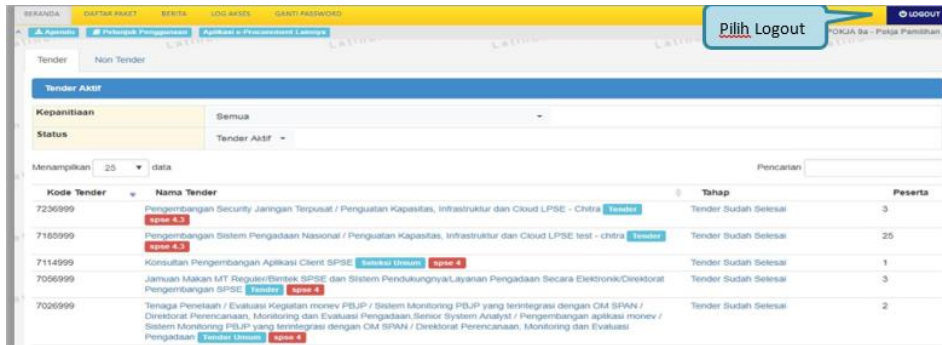 BERANDA DAFTAR PAKET BERITA LOG AKSES GANTI PASSWORD LOGOUT
Pilih Logout
Apendo Petunjuk Penggunaan Aplikasi e-Procurement Lainnya POKJA 9a - Pokja Pemilihan
Tender Non Tender
Tender Aktif
Kepanitiaan Semua
Status Tender Aktif
Menampilkan 25 data Pencarian
Kode Tender Nama Tender Tahap Peserta
7236999 Pengembangan Security Jaringan Terpusat / Penguatan Kapasitas, Infrastruktur dan Cloud LPSE - Chitra Tender Tender Sudah Selesai 3
spse 4.3
7165999 Pengembangan Sistem Pengadaan Nasional / Penguatan Kapasitas, Infrastruktur dan Cloud LPSE test - chitra Tender Tender Sudah Selesai 25
spse 4.3
7114999 Konsultan Pengembangan Aplikasi Client SPSE Seleksi Umum spse 4 Tender Sudah Selesai 1
7056999 Jamuan Makan MT Reguler/Bimtek SPSE dan Sistem Pendukungnya/Layanan Pengadaan Secara Elektronik/Direktorat Tender Sudah Selesai 3
Pengembangan SPSE Tender spse 4
7026999 Tenaga Penelaah / Evaluasi Kegiatan monev PBJP / Sistem Monitoring PBJP yang terintegrasi dengan OM SPAN / Tender Sudah Selesai 2
Direktorat Perencanaan, Monitoring dan Evaluasi Pengadaan,Senior System Analyst / Pengembangan aplikasi monev /
Sistem Monitoring PBJP yang terintegrasi dengan OM SPAN / Direktorat Perencanaan, Monitoring dan Evaluasi
Pengadaan Tender Umum spse 4